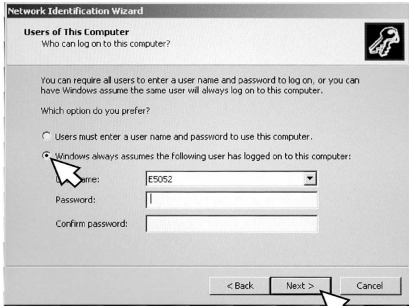 Network Identification Wizard
Users of This Computer
Who can log on to this computer?
You can require all users to enter a user name and password to log on, or you can
have Windows assume the same user will always log on to this computer.
Which option do you prefer?
Users must enter a user name and password to use this computer.
Windows always assumes the following user has logged on to this computer:
E5052
Password:
Confirm password:
< Back
Next >
Cancel